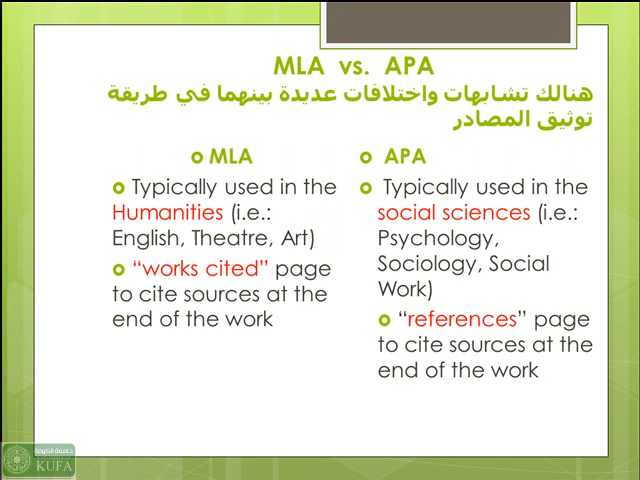 MLA vs. APA
هنالك تشابهات واختلافات عديدة بينهما في طريقة
توثيق المصادر
MLA
Typically used in the
Humanities (i.e.:
English, Theatre, Art)
“works cited” page
to cite sources at the
end of the work
APA
Typically used in the
social sciences (i.e.:
Psychology,
Sociology, Social
Work)
“references” page
to cite sources at the
end of the work
جامعة الكوفة
KUFA